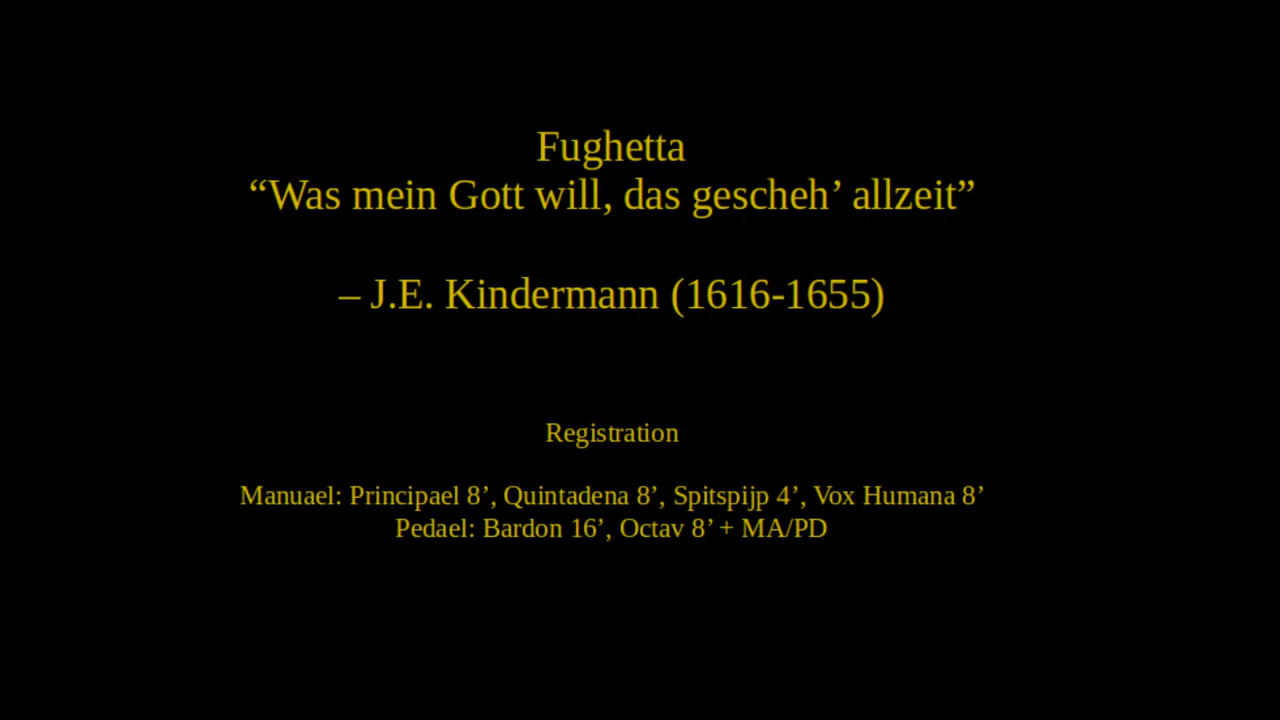 Fughetta
“Was mein Gott will, das gescheh’ allzeit”
– J.E. Kindermann (1616-1655)
Registration
Manuael: Principael 8’, Quintadena 8’, Spitspijp 4’, Vox Humana 8’
Pedael: Bardon 16’, Octav 8’ + MA/PD